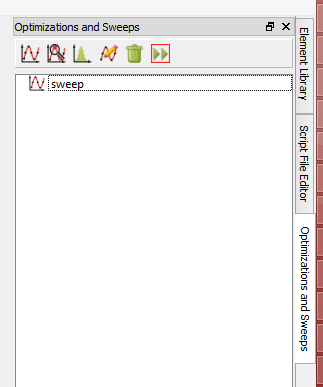 Optimizations and Sweeps
sweep
Element Library
Script File Editor
Optimizations and Sweeps